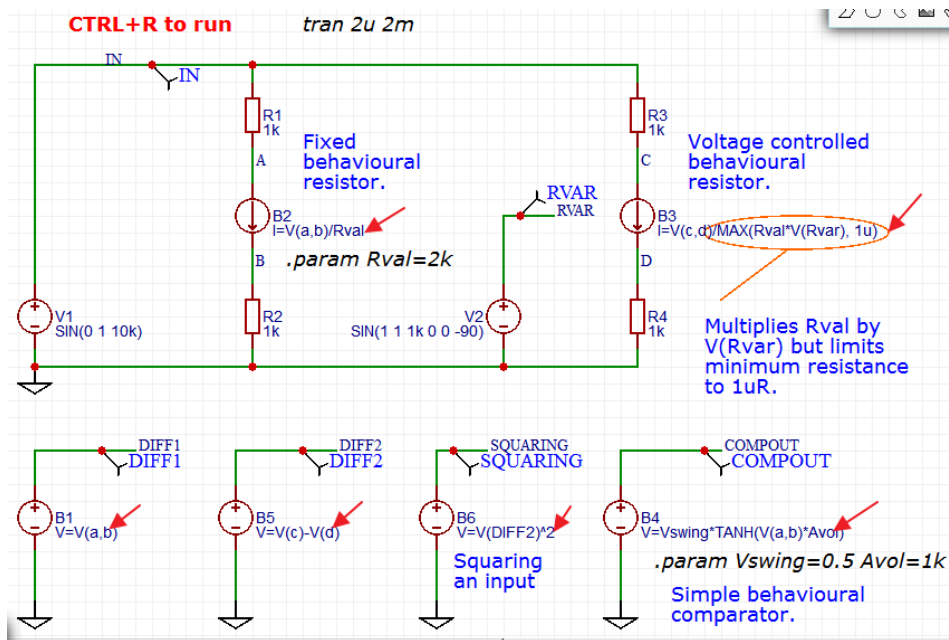 CTRL+R to run
tran 2u 2m
IN
IN
R1
1k
R3
1k
Fixed
behavioural
resistor.
Voltage controlled
behavioural
resistor.
A
C
RVAR
RVAR
B2
I=V(a,b)/Rval
B3
I=V(c,d)/MAX(Rval*V(Rvar), 1u)
B
.param Rval=2k
D
V1
SIN(0 1 10k)
R2
1k
V2
SIN(1 1 1k 0 0 -90)
R4
1k
Multiplies Rval by
V(Rvar) but limits
minimum resistance
to 1uR.
DIFF1
DIFF1
DIFF2
DIFF2
SQUARING
SQUARING
COMPOUT
COMPOUT
B1
V=V(a,b)
B5
V=V(c)-V(d)
B6
V=V(DIFF2)^2
B4
V=Vswing*TANH(V(a,b)*Avol)
Squaring
an input
.param Vswing=0.5 Avol=1k
Simple behavioural
comparator.